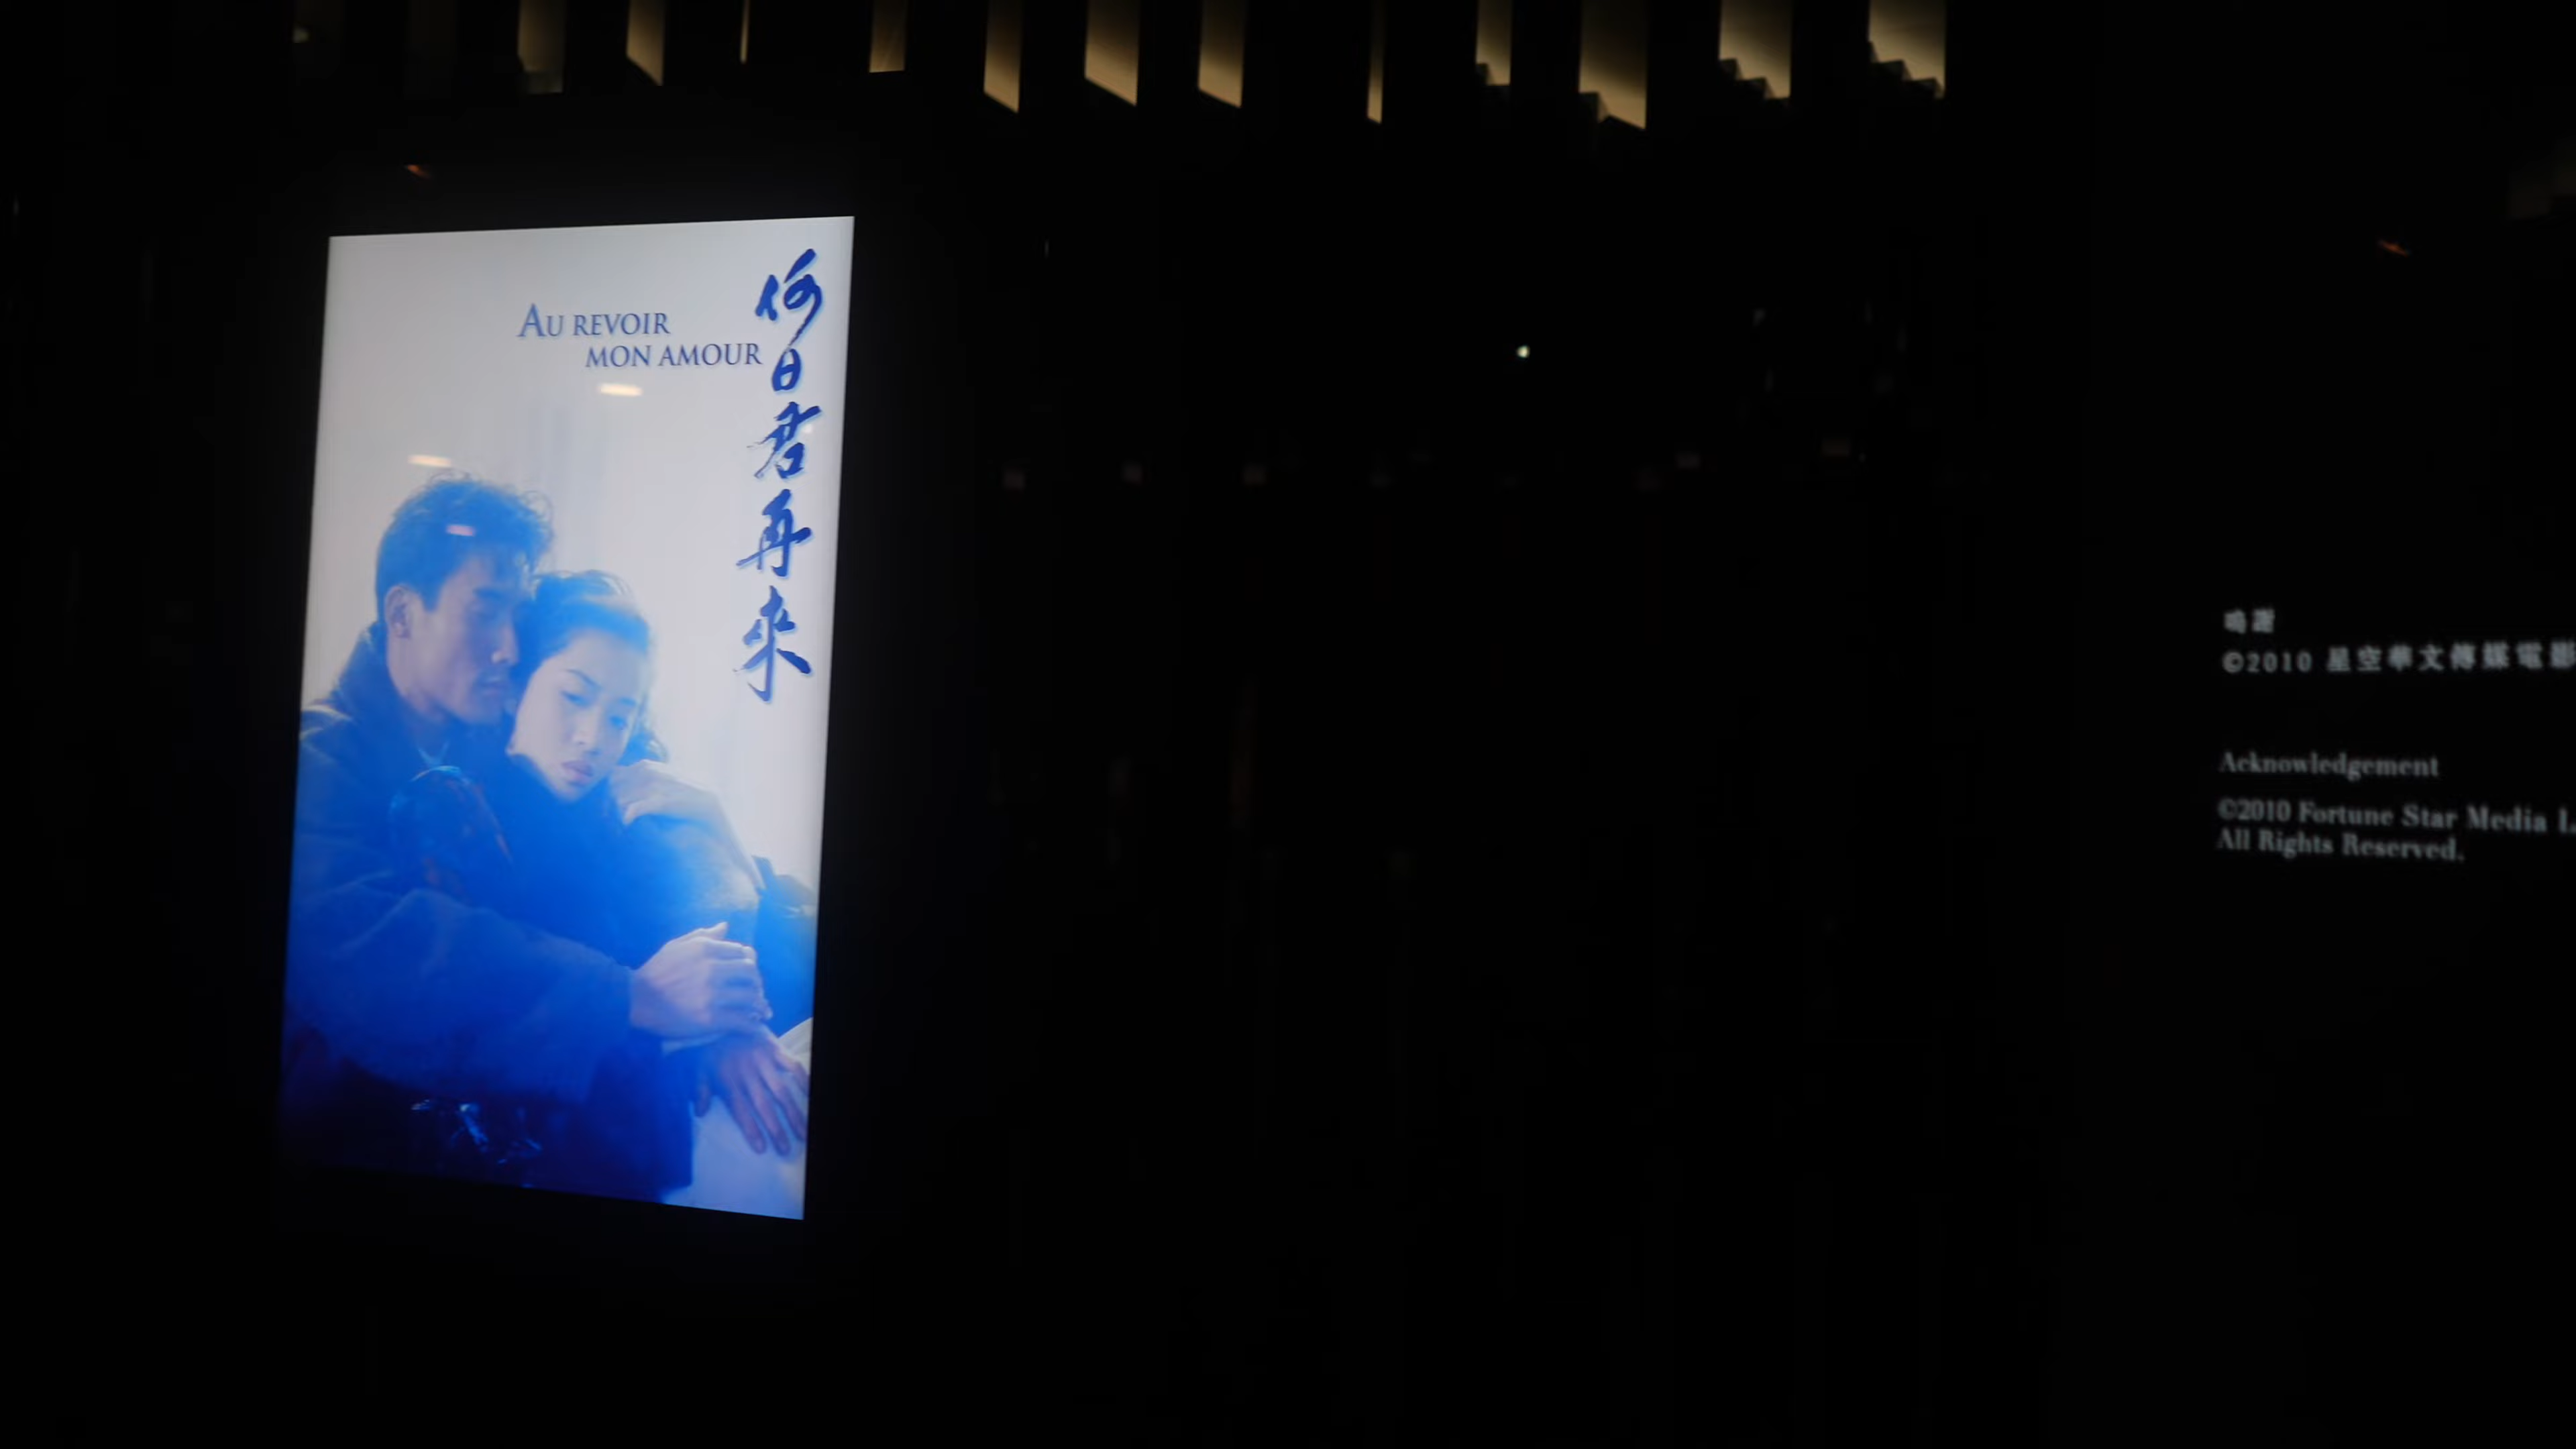 何日君再來
AU REVOIR
MON AMOUR
鳴謝
©2010 星空華文傳媒電影
Acknowledgement
©2010 Fortune Star Media L
All Rights Reserved.